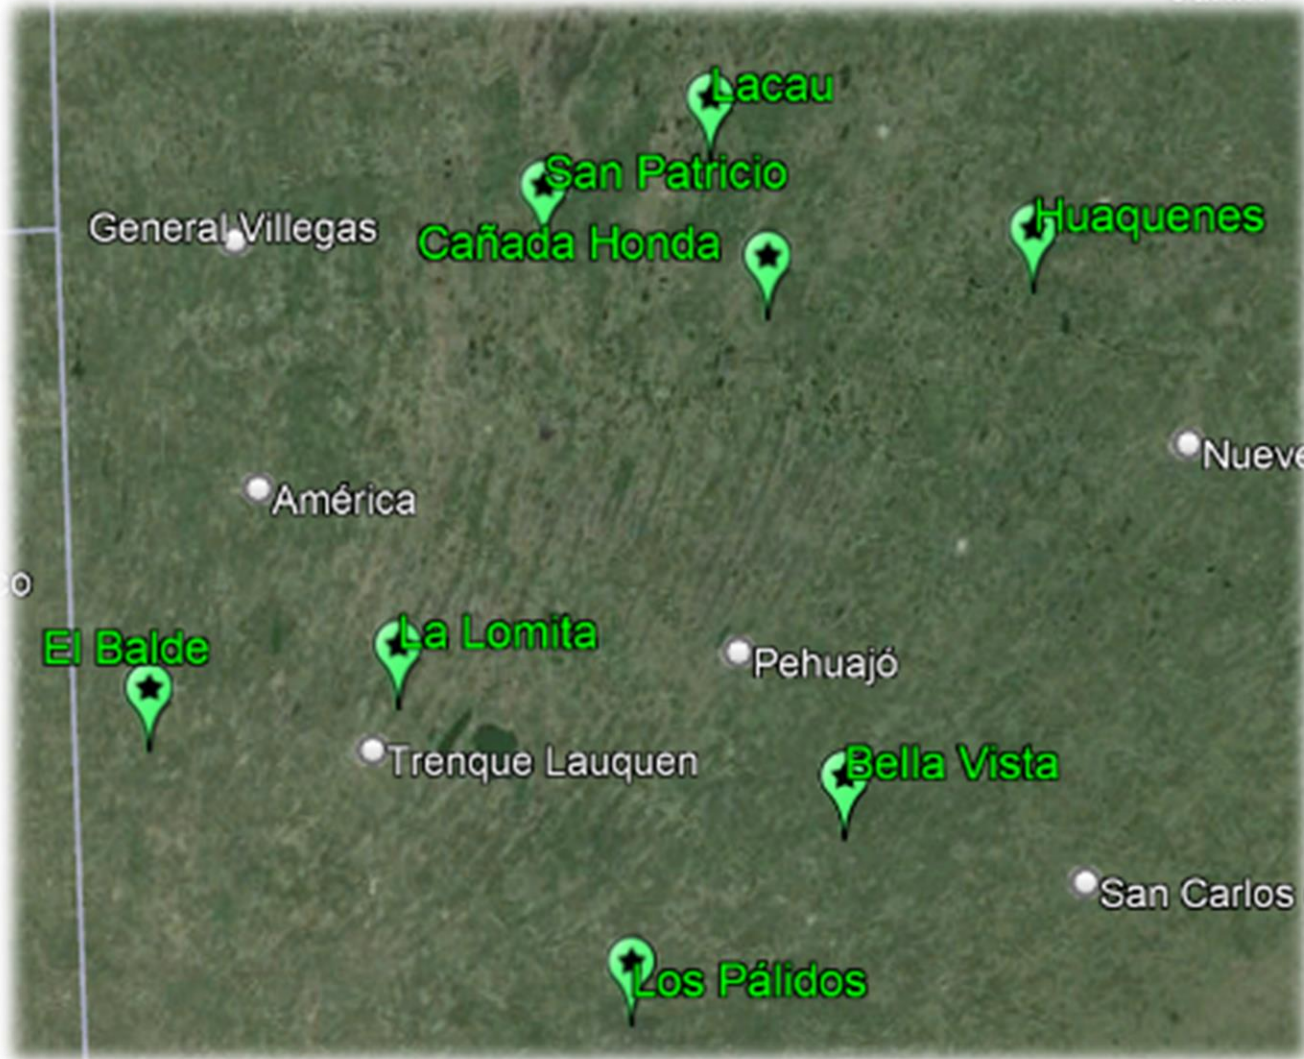 Lacau
San Patricio
Huaquenes
General Villegas
Cañada Honda
Nueve
América
El Balde
La Lomita
Pehuajó
Trenque Lauquen
Bella Vista
San Carlos
Los Pálidos